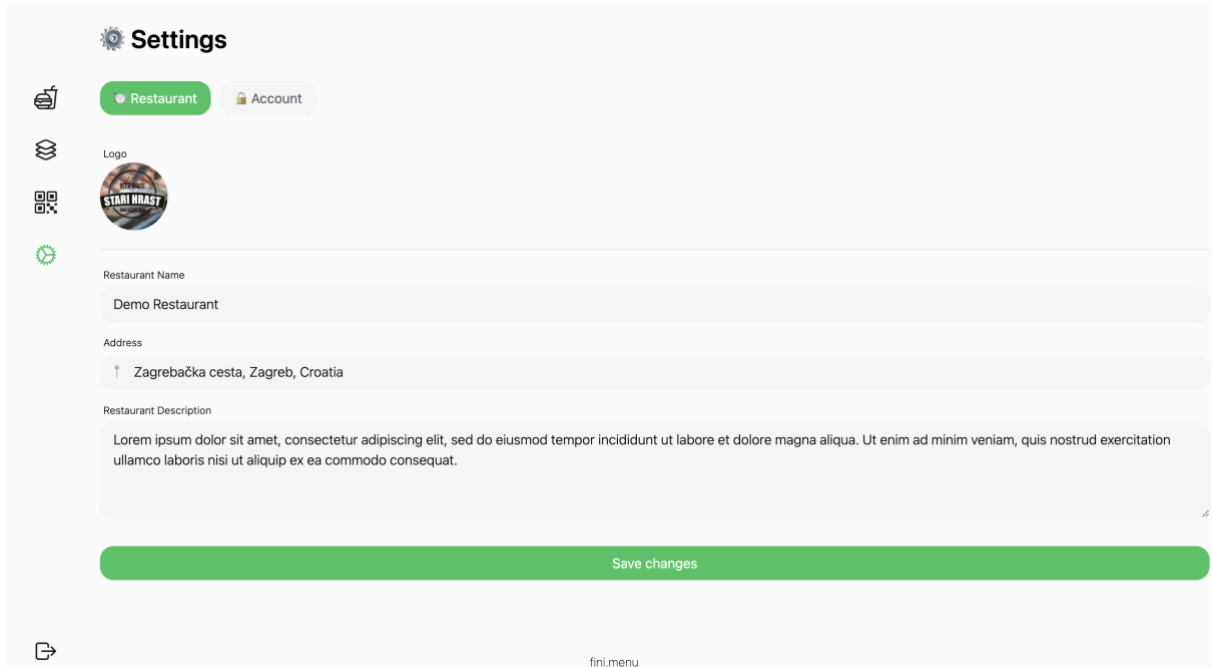 Settings
Restaurant
Account
Logo
STARI HRAST
Restaurant Name
Demo Restaurant
Address
Zagrebačka cesta, Zagreb, Croatia
Restaurant Description
Lorem ipsum dolor sit amet, consectetur adipiscing elit, sed do eiusmod tempor incididunt ut labore et dolore magna aliqua. Ut enim ad minim veniam, quis nostrud exercitation
ullamco laboris nisi ut aliquip ex ea commodo consequat.
Save changes
fini.menu